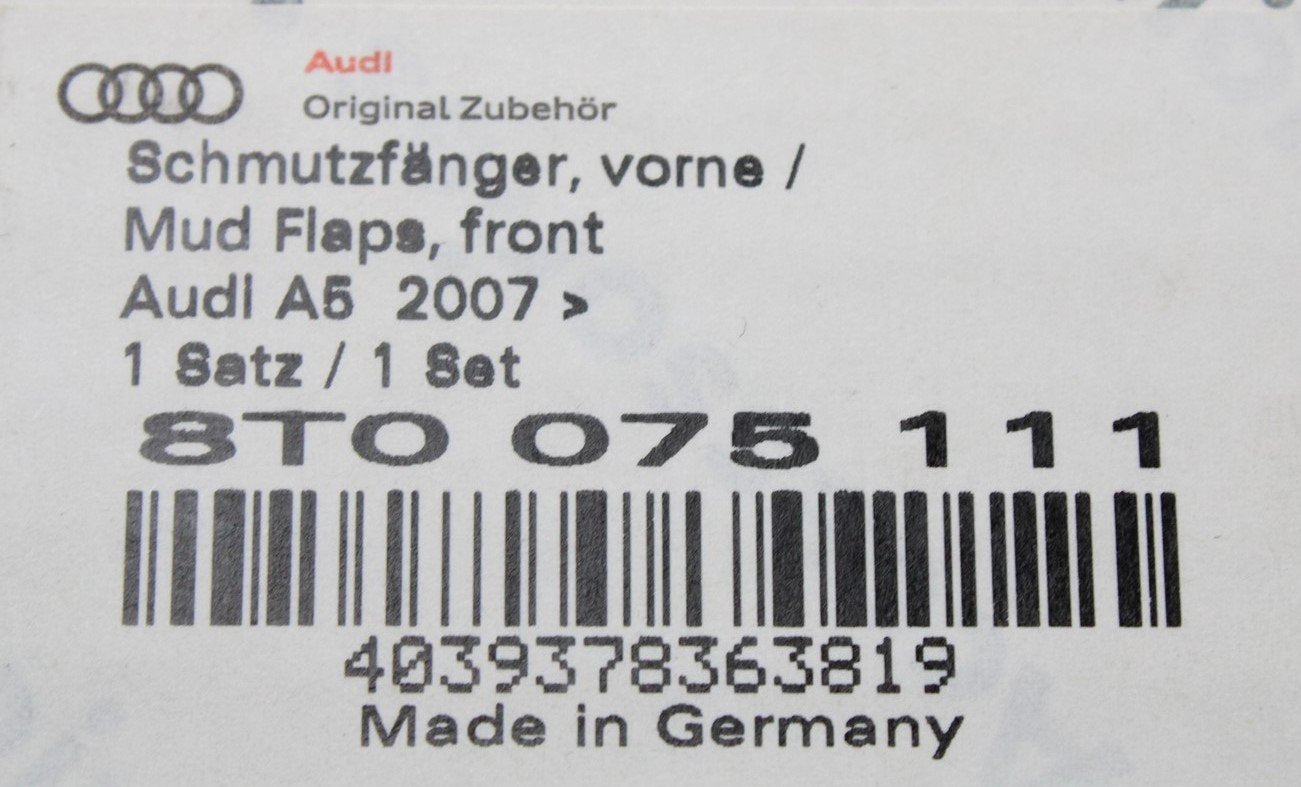 Audi
Original Zubehör
Schmutzfänger, vorne /
Mud Flaps, front
Audi A5 2007 >
1 Satz / 1 Set
8T0 075 111
4039378363819
Made in Germany